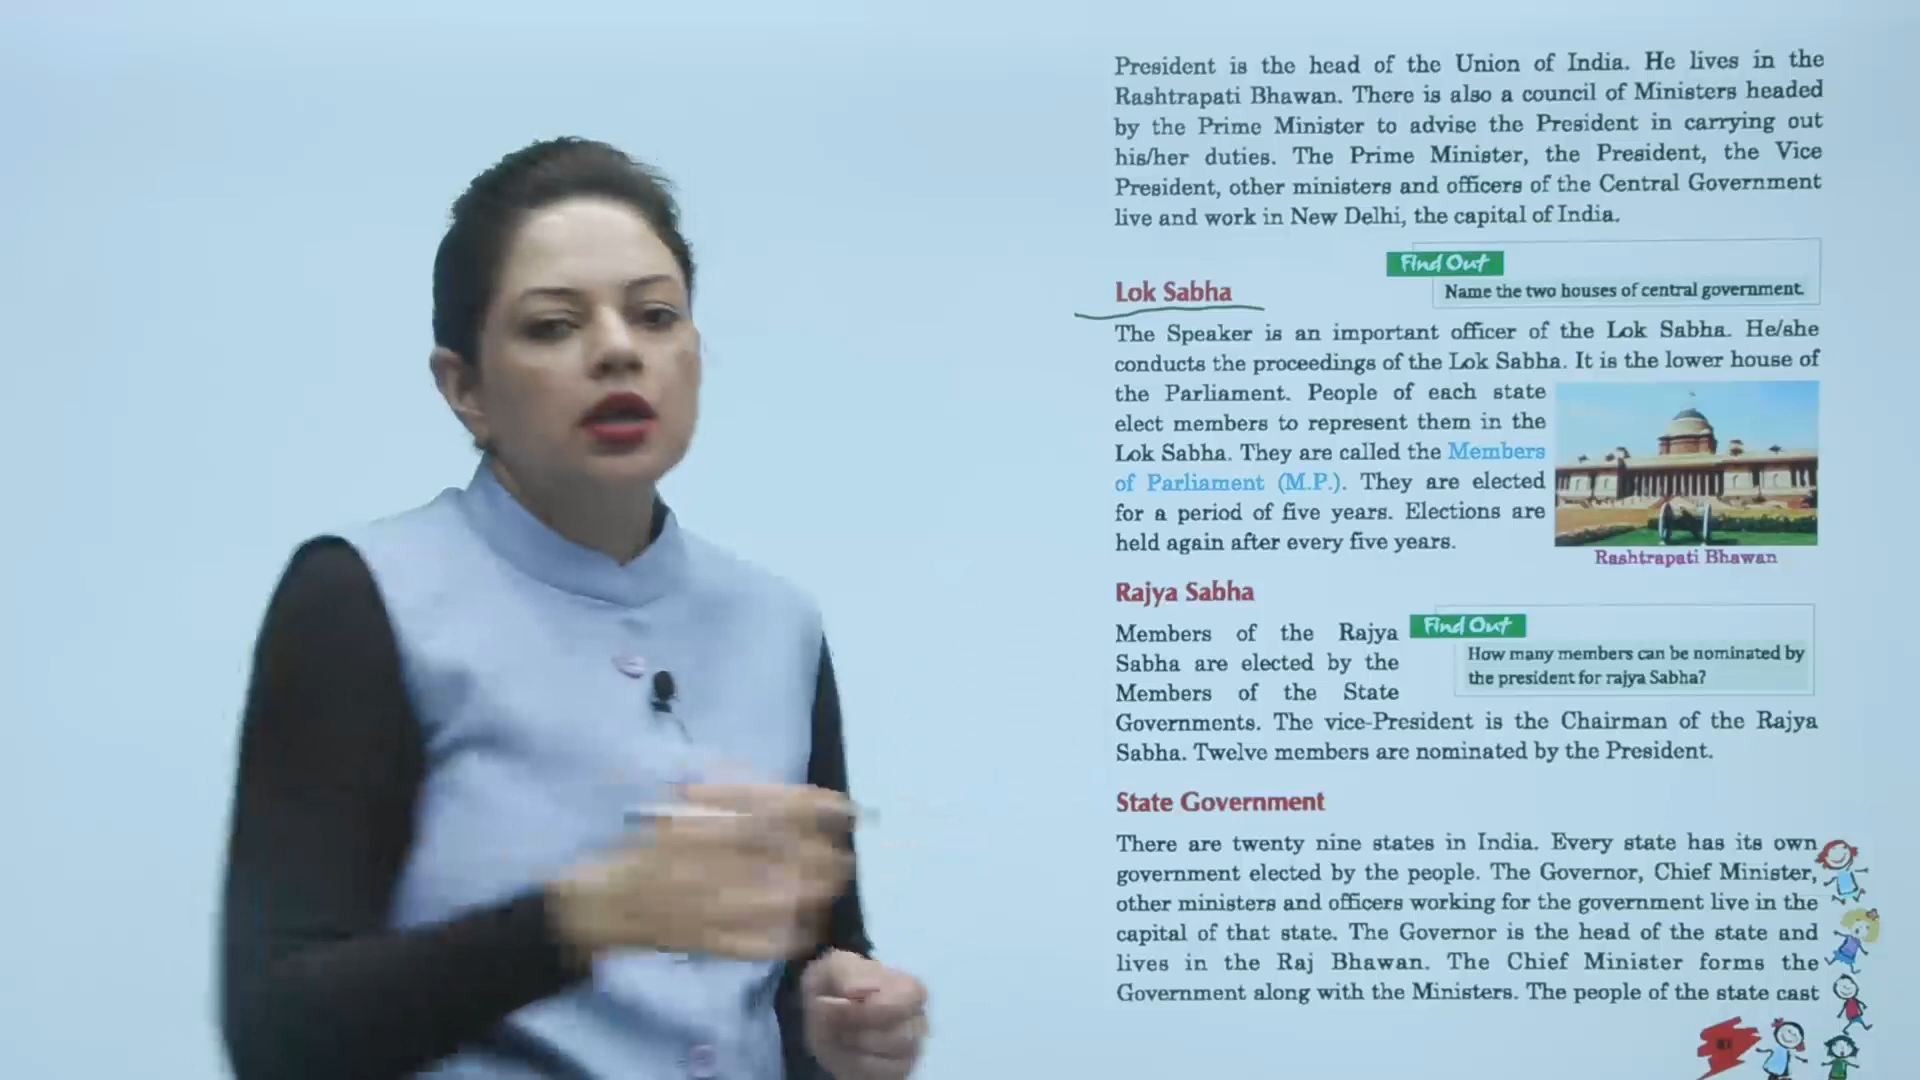 President is the head of the Union of India. He lives in the
Rashtrapati Bhawan. There is also a council of Ministers headed
by the Prime Minister to advise the President in carrying out
his/her duties. The Prime Minister, the President, the Vice
President, other ministers and officers of the Central Government
live and work in New Delhi, the capital of India.
Find Out
Name the two houses of central government.
Lok Sabha
The Speaker is an important officer of the Lok Sabha. He/she
conducts the proceedings of the Lok Sabha. It is the lower house of
the Parliament. People of each state
elect members to represent them in the
Lok Sabha. They are called the Members
of Parliament (M.P.). They are elected
for a period of five years. Elections are
held again after every five years.
Rashtrapati Bhawan
Rajya Sabha
Find Out
How many members can be nominated by
the president for rajya Sabha?
Members of the Rajya
Sabha are elected by the
Members of the State
Governments. The vice-President is the Chairman of the Rajya
Sabha. Twelve members are nominated by the President.
State Government
There are twenty nine states in India. Every state has its own
government elected by the people. The Governor, Chief Minister,
other ministers and officers working for the government live in the
capital of that state. The Governor is the head of the state and
lives in the Raj Bhawan. The Chief Minister forms the
Government along with the Ministers. The people of the state cast